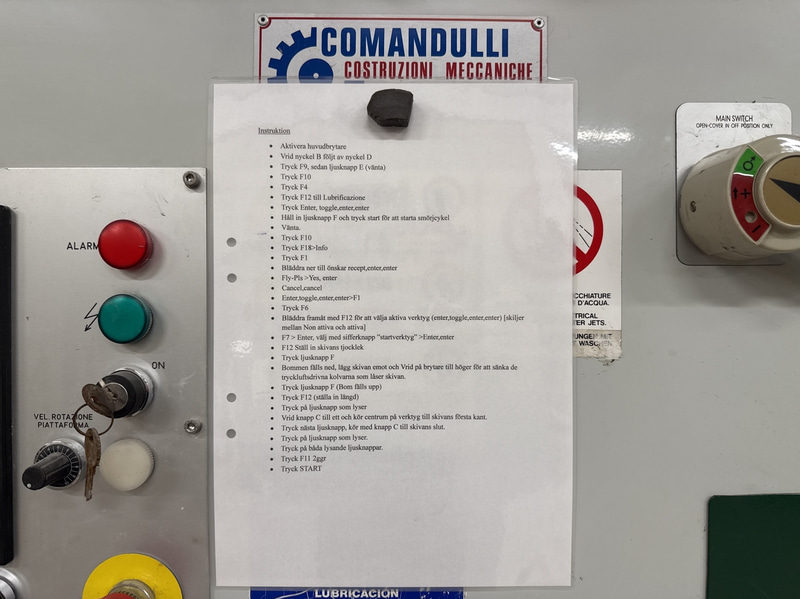 COMANDULLI
COSTRUZIONI MECCANICHE
MAIN SWITCH
OPEN-COVER IN OFF POSITION ONLY
Instruktion
• Aktivera huvudbrytare
• Vrid nyckel B följt av nyckel D
• Tryck F9, sedan ljusknapp E (vänta)
• Tryck F10
• Tryck F4
• Tryck F12 till Lubrificazione
• Tryck Enter, toggle,enter,enter
• Håll in ljusknapp F och tryck start för att starta smörjcykel
• Vänta.
• Tryck F10
• Tryck F18>Info
• Tryck F1
• Bläddra ner till önskar recept,enter,enter
• Fly-Pls >Yes, enter
• Cancel,cancel
• Enter,toggle,enter,enter>F1
• Tryck F6
• Bläddra framåt med F12 för att välja aktiva verktyg (enter,toggle,enter,enter) [skiljer
mellan Non attiva och attiva]
• F7 > Enter, välj med sifferknapp "startverktyg" >Enter,enter
• F12 Ställ in skivans tjocklek
• Tryck ljusknapp F
• Bommen fälls ned, lägg skivan emot och Vrid på brytare till höger för att sänka de
tryckluftsdrivna kolvarna som låser skivan.
• Tryck ljusknapp F (Bom fälls upp)
• Tryck F12 (ställa in längd)
• Tryck på ljusknapp som lyser
• Vrid knapp C till ett och kör centrum på verktyg till skivans första kant.
• Tryck nästa ljusknapp, kör med knapp C till skivans slut.
• Tryck på ljusknapp som lyser.
• Tryck på båda lysande ljusknappar.
• Tryck F11 2ggr
• Tryck START
ALARM
ON
VEL.ROTAZIONE
PIATTAFORMA
CCHIATURE
D'ACQUA.
TRICAL
TER JETS.
UNGEN MIT
WASCHEN
LUBRICACION